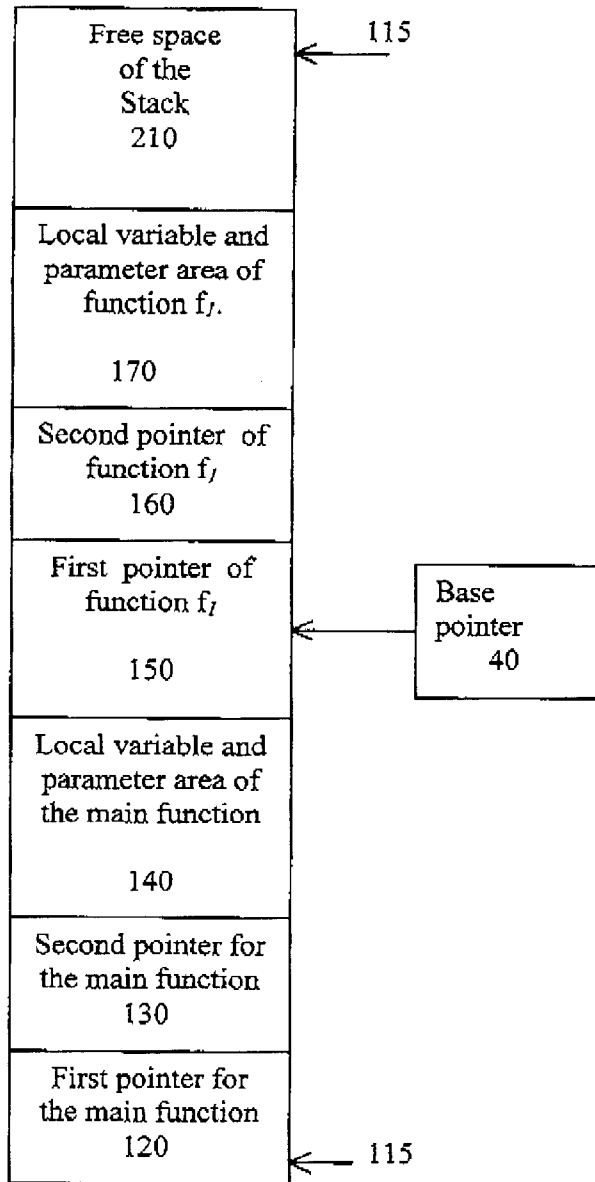 Free space
of the
Stack
210
115
Local variable and
parameter area of
function f1.
170
Second pointer of
function f1
160
First pointer of
function f1
150
Base
pointer
40
Local variable and
parameter area of
the main function
140
Second pointer for
the main function
130
First pointer for
the main function
120
115